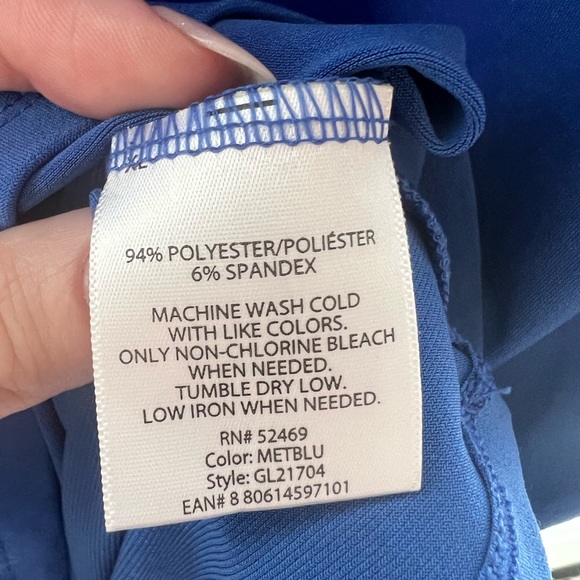 XL
94% POLYESTER/POLIÉSTER
6% SPANDEX
MACHINE WASH COLD
WITH LIKE COLORS.
ONLY NON-CHLORINE BLEACH
WHEN NEEDED.
TUMBLE DRY LOW.
LOW IRON WHEN NEEDED.
RN# 52469
Color: METBLU
Style: GL21704
EAN# 8 80614597101